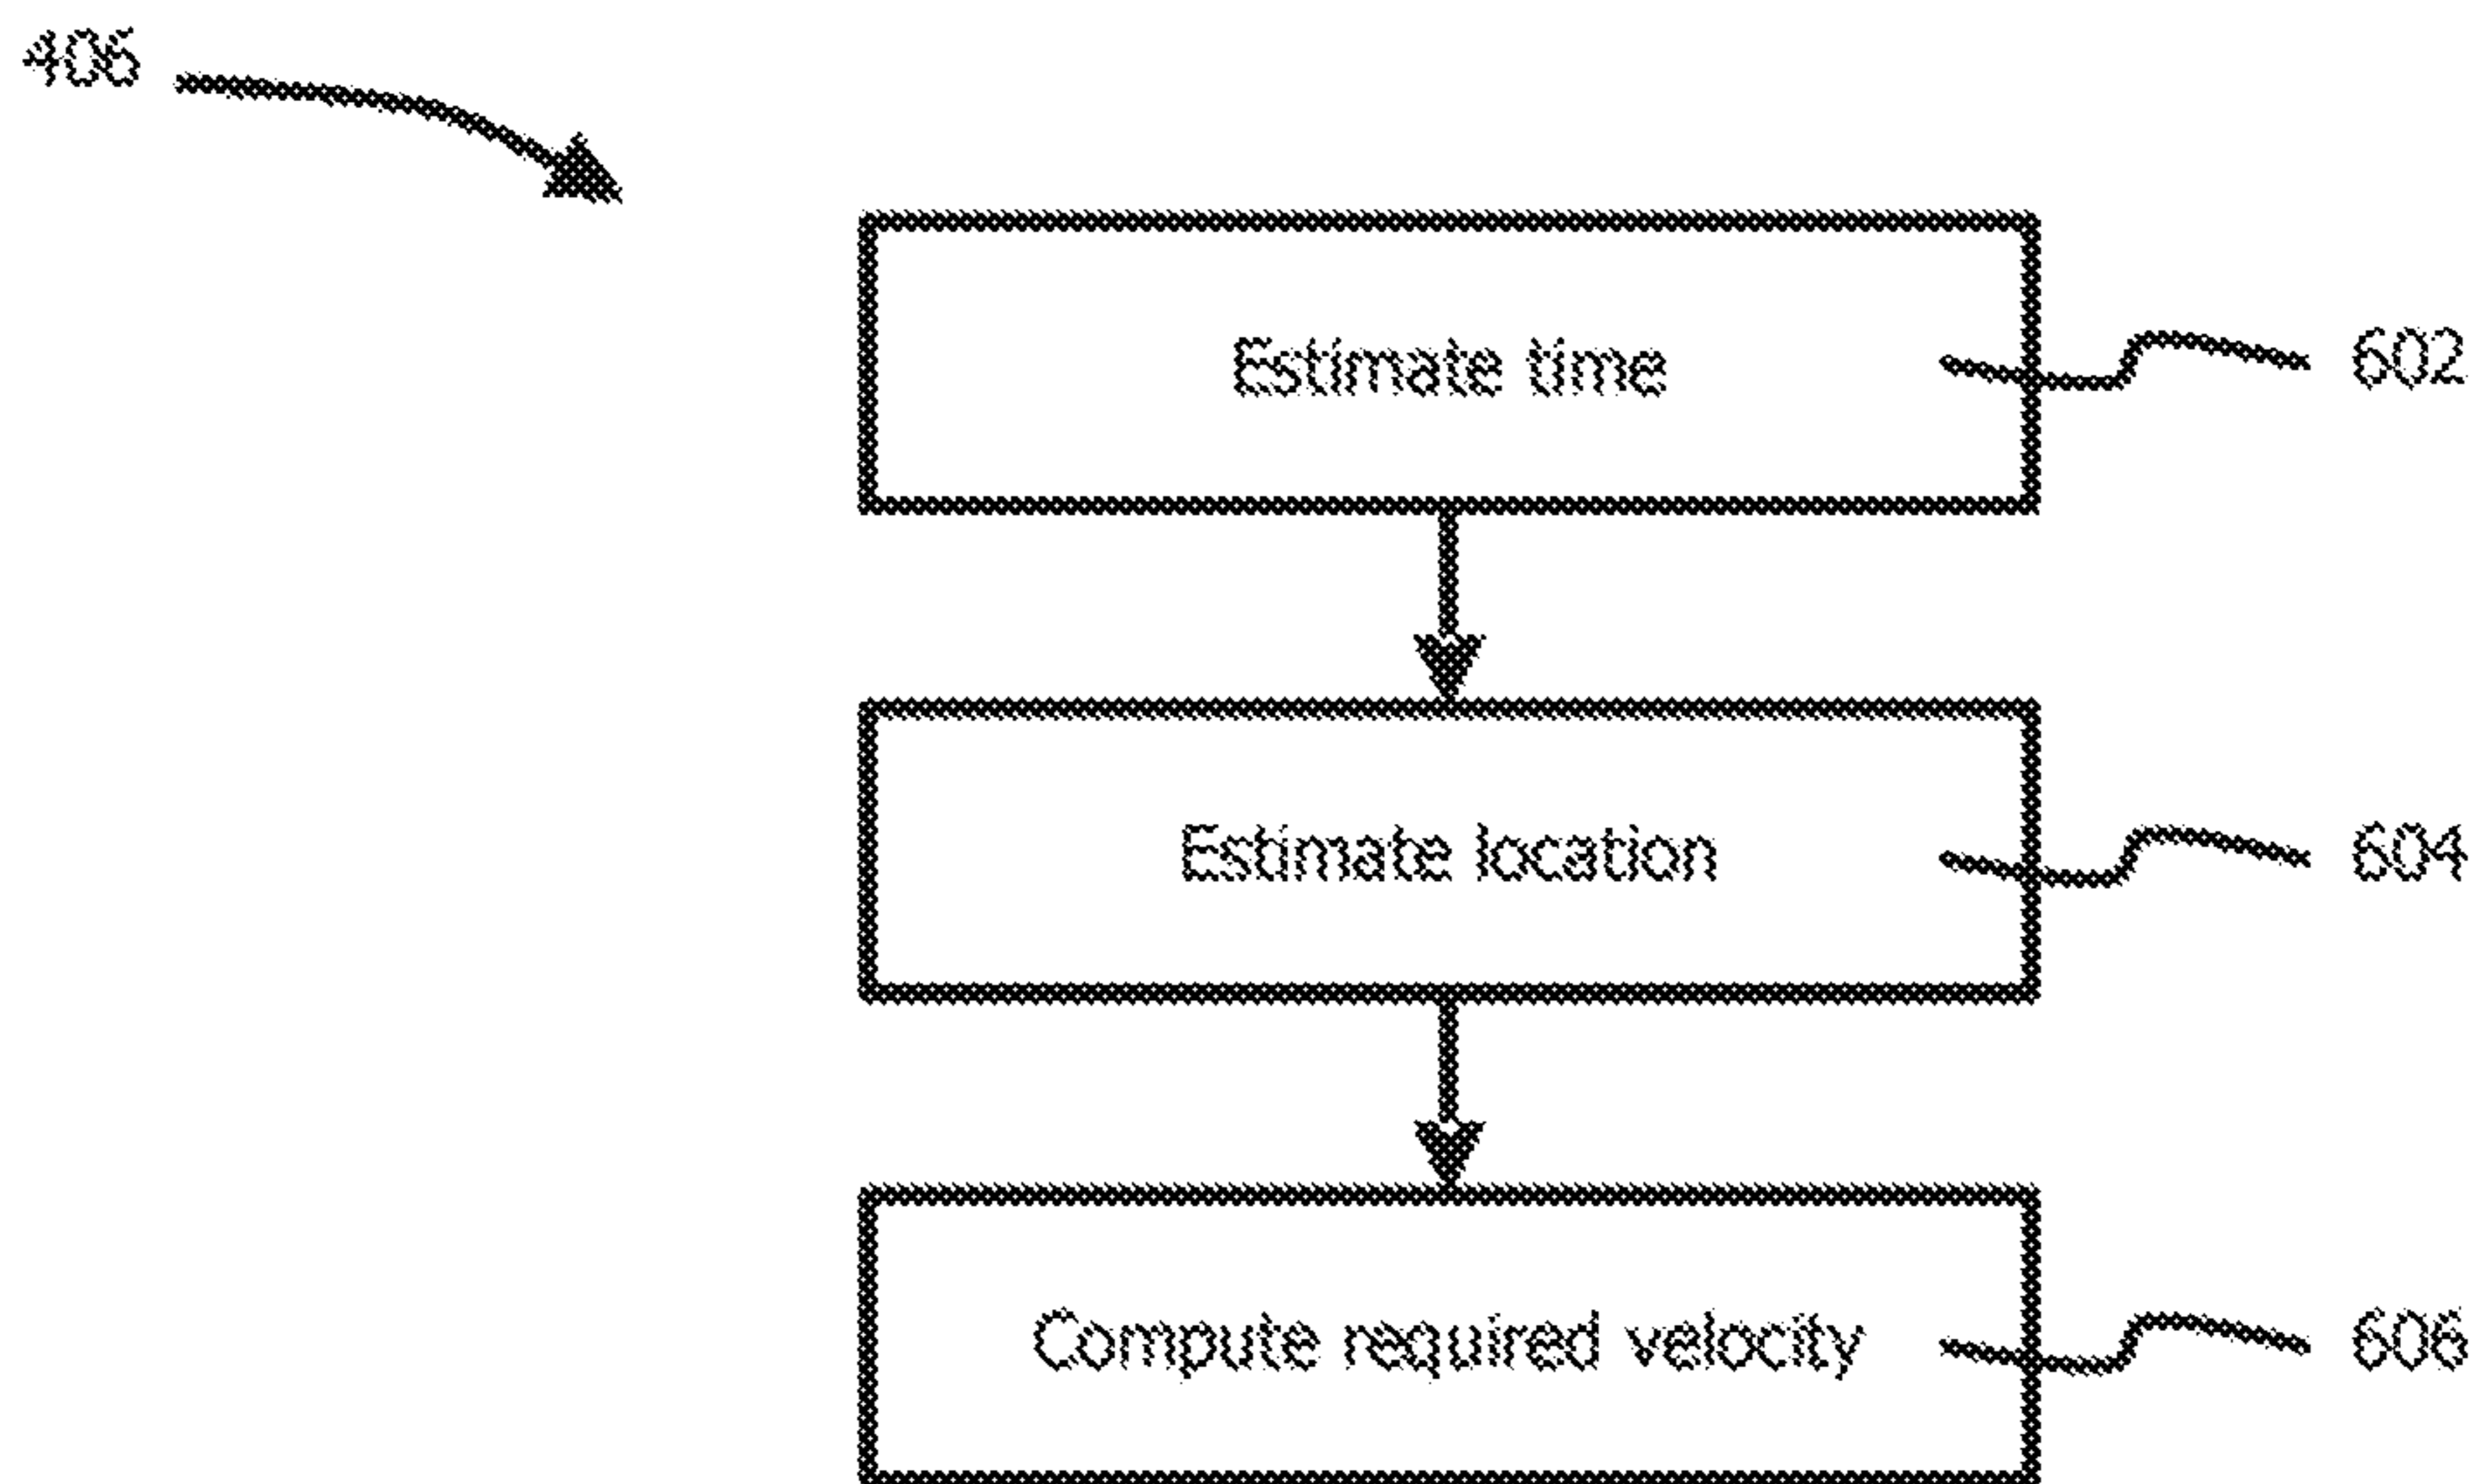 406
Estimate time
602
Estimate location
604
Compute required velocity
606